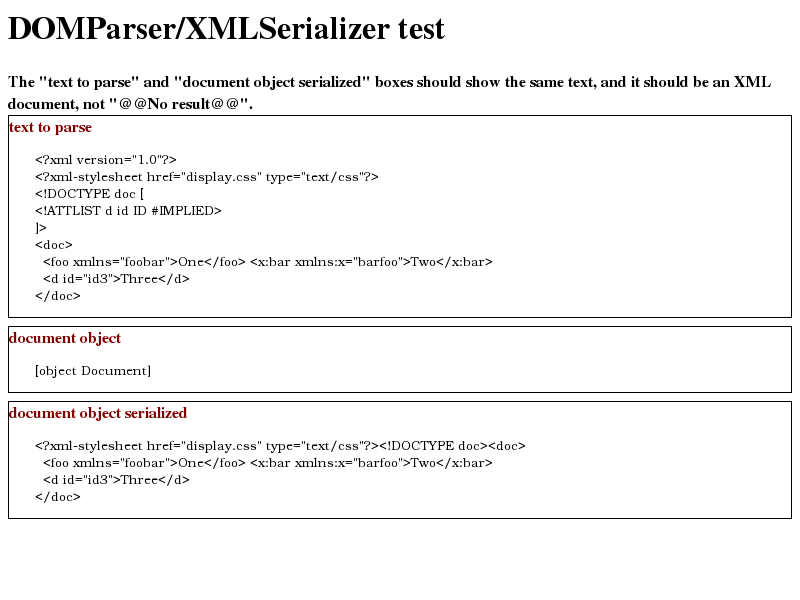 DOMParser/XMLSerializer test
The "text to parse" and "document object serialized" boxes should show the same text, and it should be an XML
document, not "@@No result@@".
text to parse
<?xml version="1.0"?>
<?xml-stylesheet href="display.css" type="text/css"?>
<!DOCTYPE doc [
<!ATTLIST d id ID #IMPLIED>
]>
<doc>
  <foo xmlns="foobar">One</foo> <x:bar xmlns:x="barfoo">Two</x:bar>
  <d id="id3">Three</d>
</doc>
document object
[object Document]
document object serialized
<?xml-stylesheet href="display.css" type="text/css"?><!DOCTYPE doc><doc>
  <foo xmlns="foobar">One</foo> <x:bar xmlns:x="barfoo">Two</x:bar>
  <d id="id3">Three</d>
</doc>